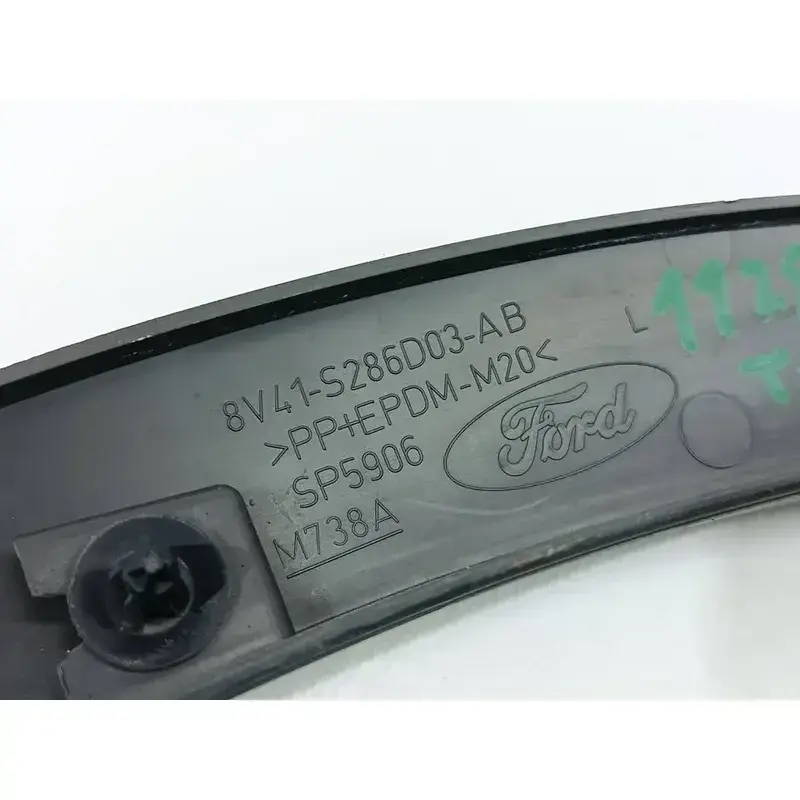 8V41-S286D03-AB
>PP+EPDM-M20<
SP5906
M738A
Ford
L